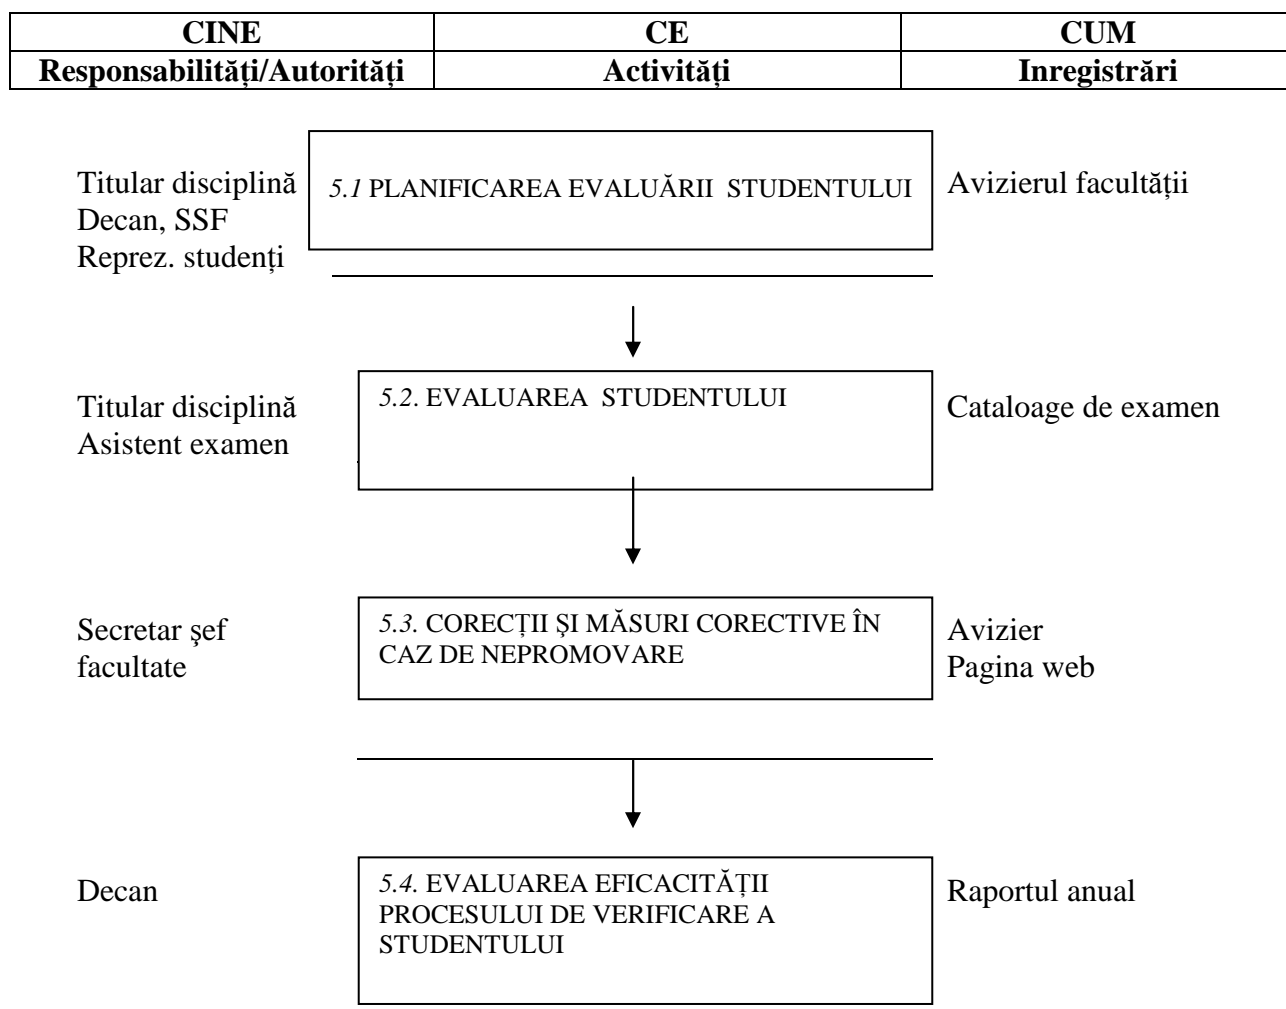 CINE CE CUM
Responsabilități/Autorități Activități Inregistrări
Titular disciplină
Decan, SSF
Reprez. studenți
5.1 PLANIFICAREA EVALUĂRII STUDENTULUI
Avizierul facultății
Titular disciplină
Asistent examen
5.2. EVALUAREA STUDENTULUI
Cataloage de examen
Secretar şef
facultate
5.3. CORECȚII ŞI MĂSURI CORECTIVE ÎN
CAZ DE NEPROMOVARE
Avizier
Pagina web
Decan
5.4. EVALUAREA EFICACITĂȚII
PROCESULUI DE VERIFICARE A
STUDENTULUI
Raportul anual